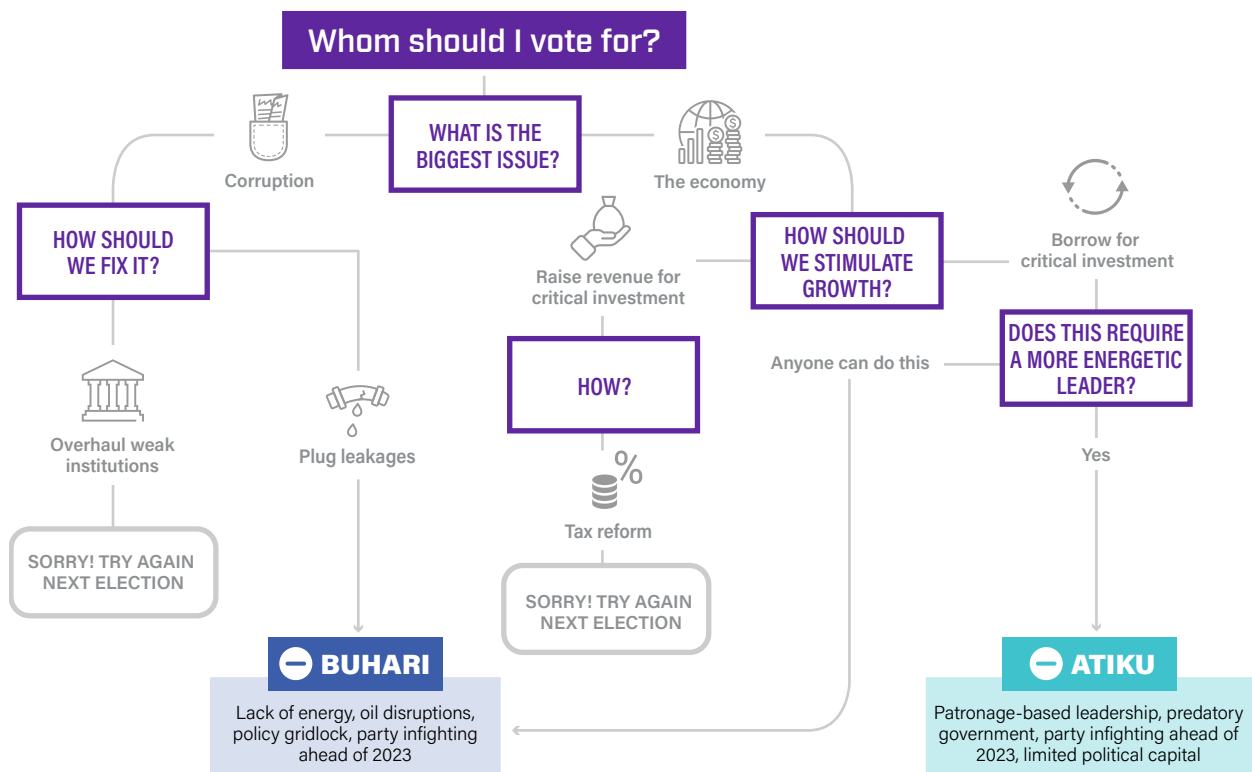 Whom should I vote for?
WHAT IS THE
BIGGEST ISSUE?
Corruption
The economy
HOW SHOULD
WE FIX IT?
Overhaul weak
institutions
SORRY! TRY AGAIN
NEXT ELECTION
Plug leakages
HOW SHOULD
WE STIMULATE
GROWTH?
Raise revenue for
critical investment
HOW?
%
Tax reform
SORRY! TRY AGAIN
NEXT ELECTION
Borrow for
critical investment
DOES THIS REQUIRE
A MORE ENERGETIC
LEADER?
Anyone can do this
Yes
BUHARI
Lack of energy, oil disruptions,
policy gridlock, party infighting
ahead of 2023
ATIKU
Patronage-based leadership, predatory
government, party infighting ahead of
2023, limited political capital